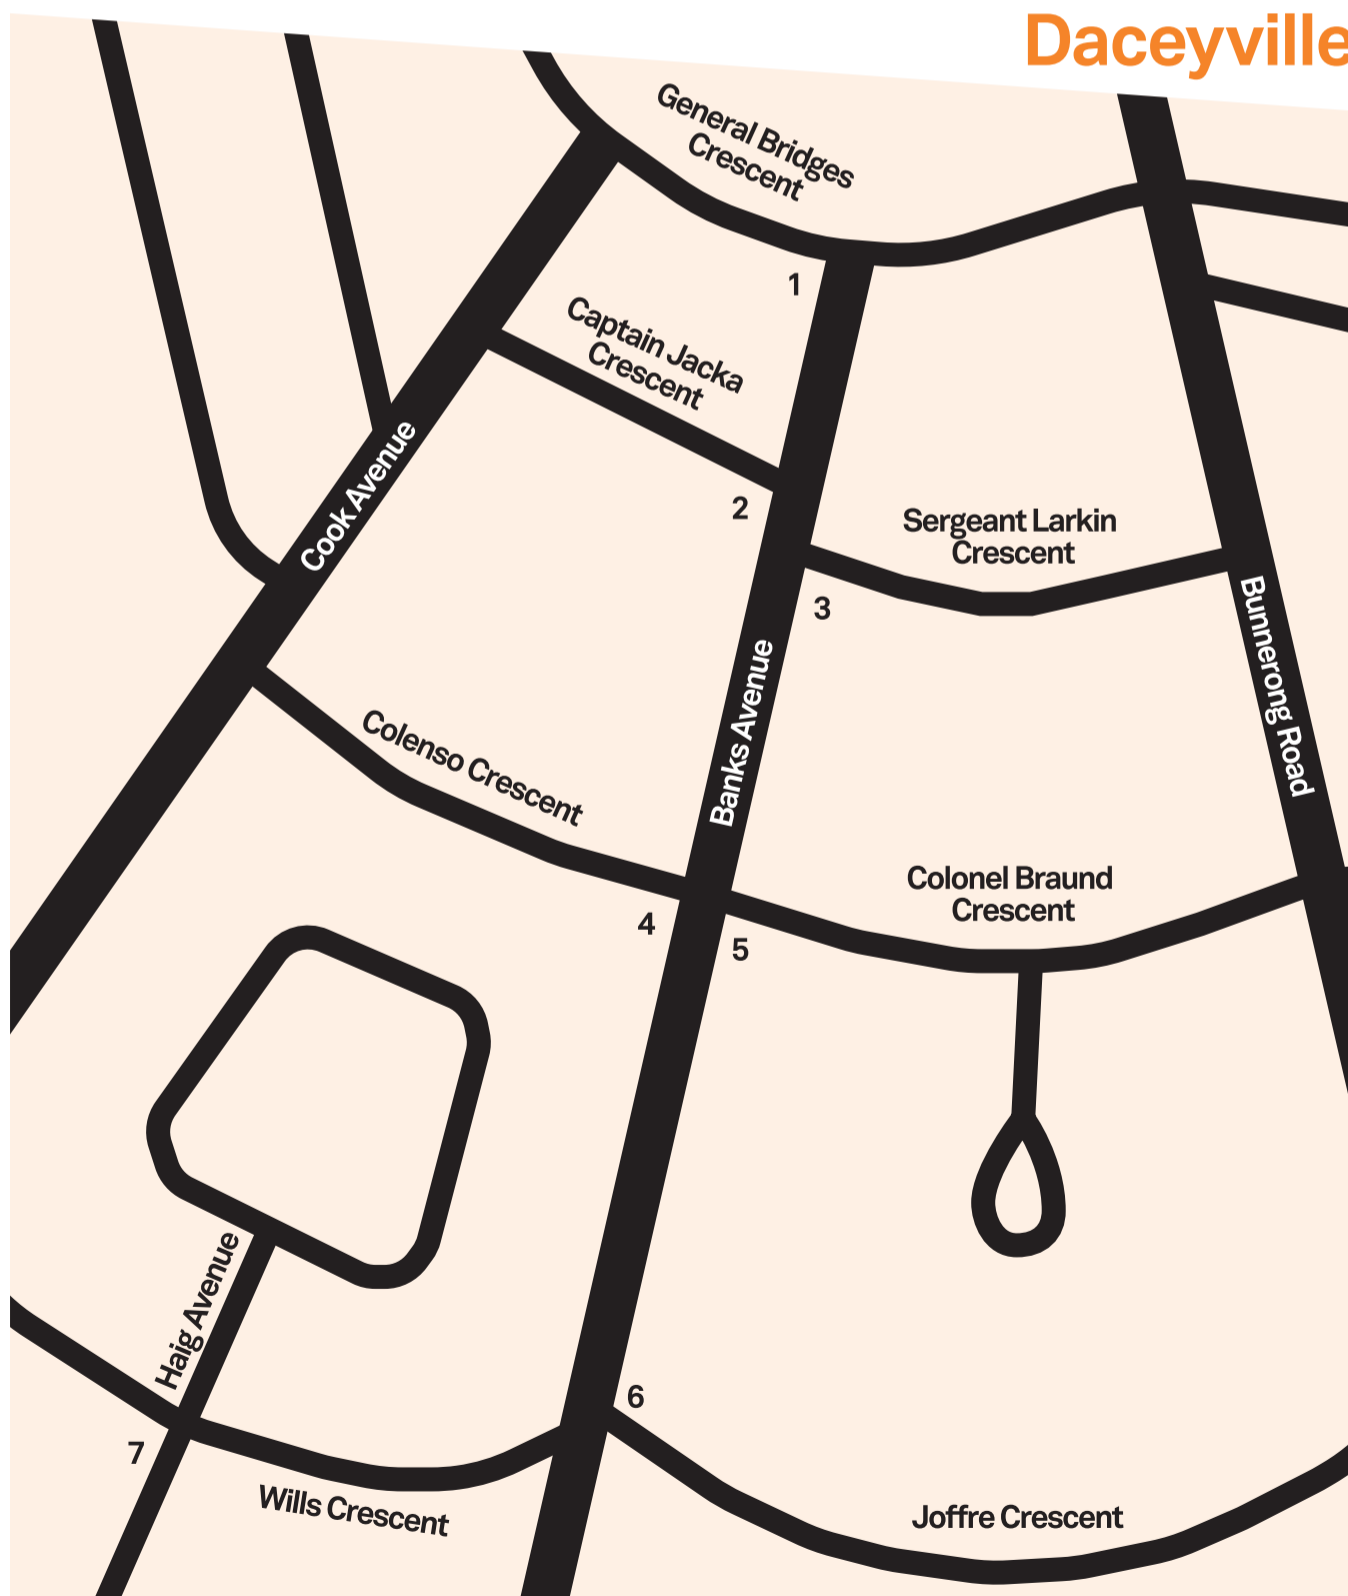 Daceyville
General Bridges
Crescent
1
Captain Jacka
Crescent
Cook Avenue
2
Sergeant Larkin
Crescent
3
Bunnerong Road
Banks Avenue
Colenso Crescent
Colonel Braund
Crescent
4
5
Haig Avenue
6
7
Wills Crescent
Joffre Crescent